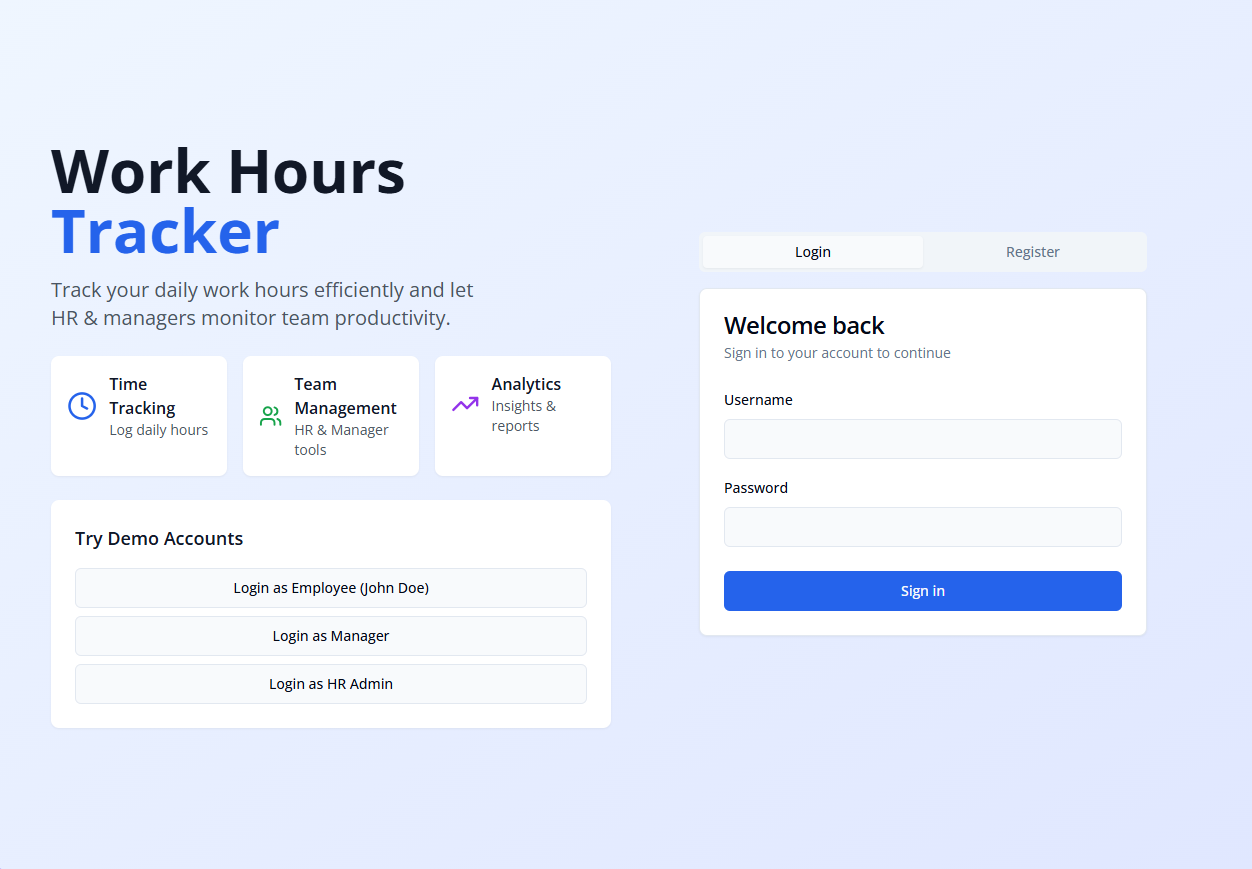 Work Hours
Tracker
Track your daily work hours efficiently and let
HR & managers monitor team productivity.
Time
Tracking
Log daily hours
Team
Management
HR & Manager
tools
Analytics
Insights &
reports
Try Demo Accounts
Login as Employee (John Doe)
Login as Manager
Login as HR Admin
Login
Register
Welcome back
Sign in to your account to continue
Username
Password
Sign in